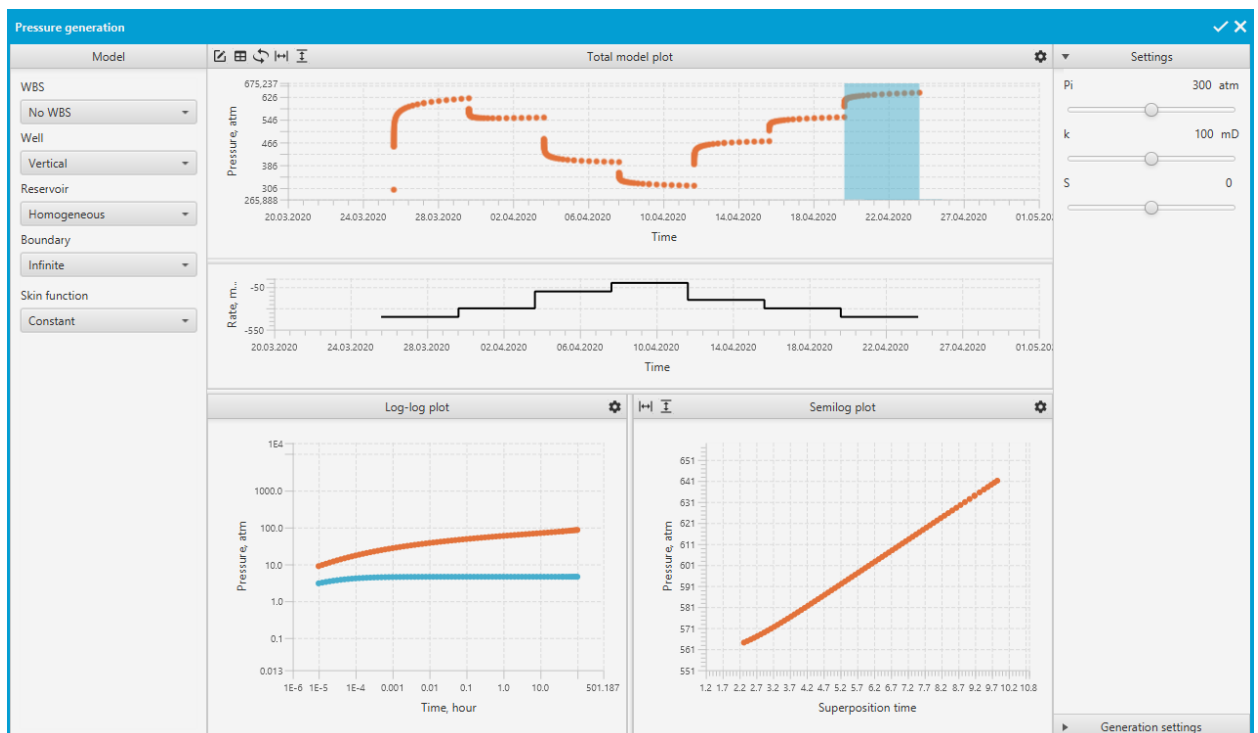 Pressure generation
Model
WBS
No WBS
Well
Vertical
Reservoir
Homogeneous
Boundary
Infinite
Skin function
Constant
Total model plot
Pressure, atm
675,237
626
546
466
386
306
265,888
20.03.2020 24.03.2020 28.03.2020 02.04.2020 06.04.2020 10.04.2020 14.04.2020 18.04.2020 22.04.2020 27.04.2020 01.05.20
Time
Rate, m...
-50
-550
20.03.2020 24.03.2020 28.03.2020 02.04.2020 06.04.2020 10.04.2020 14.04.2020 18.04.2020 22.04.2020 27.04.2020 01.05.20
Time
Log-log plot
Pressure, atm
1E4
1000.0
100.0
10.0
1.0
0.1
0.013
1E-6 1E-5 1E-4 0.001 0.01 0.1 1.0 10.0 501.187
Time, hour
Semilog plot
Pressure, atm
651
641
631
621
611
601
591
581
571
561
551
1.2 1.7 2.2 2.7 3.2 3.7 4.2 4.7 5.2 5.7 6.2 6.7 7.2 7.7 8.2 8.7 9.2 9.7 10.2 10.8
Superposition time
Settings
Pi 300 atm
k 100 mD
S 0
Generation settings